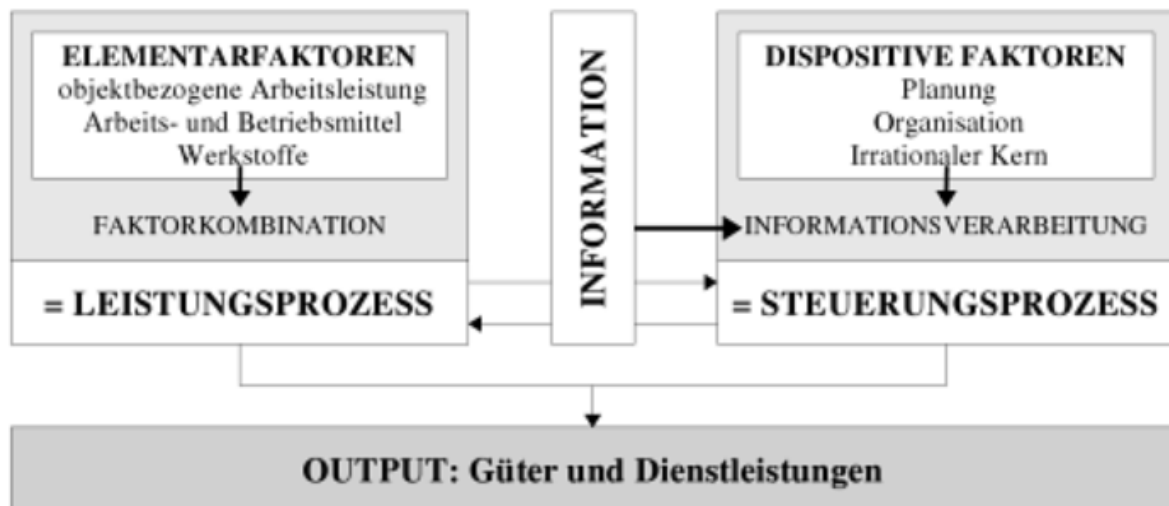 ELEMENTARFAKTOREN
objektbezogene Arbeitsleistung
Arbeits- und Betriebsmittel
Werkstoffe
FAKTORKOMBINATION
= LEISTUNGSPROZESS
INFORMATION
DISPOSITIVE FAKTOREN
Planung
Organisation
Irrationaler Kern
INFORMATIONSVERARBEITUNG
= STEUERUNGSPROZESS
OUTPUT: Güter und Dienstleistungen